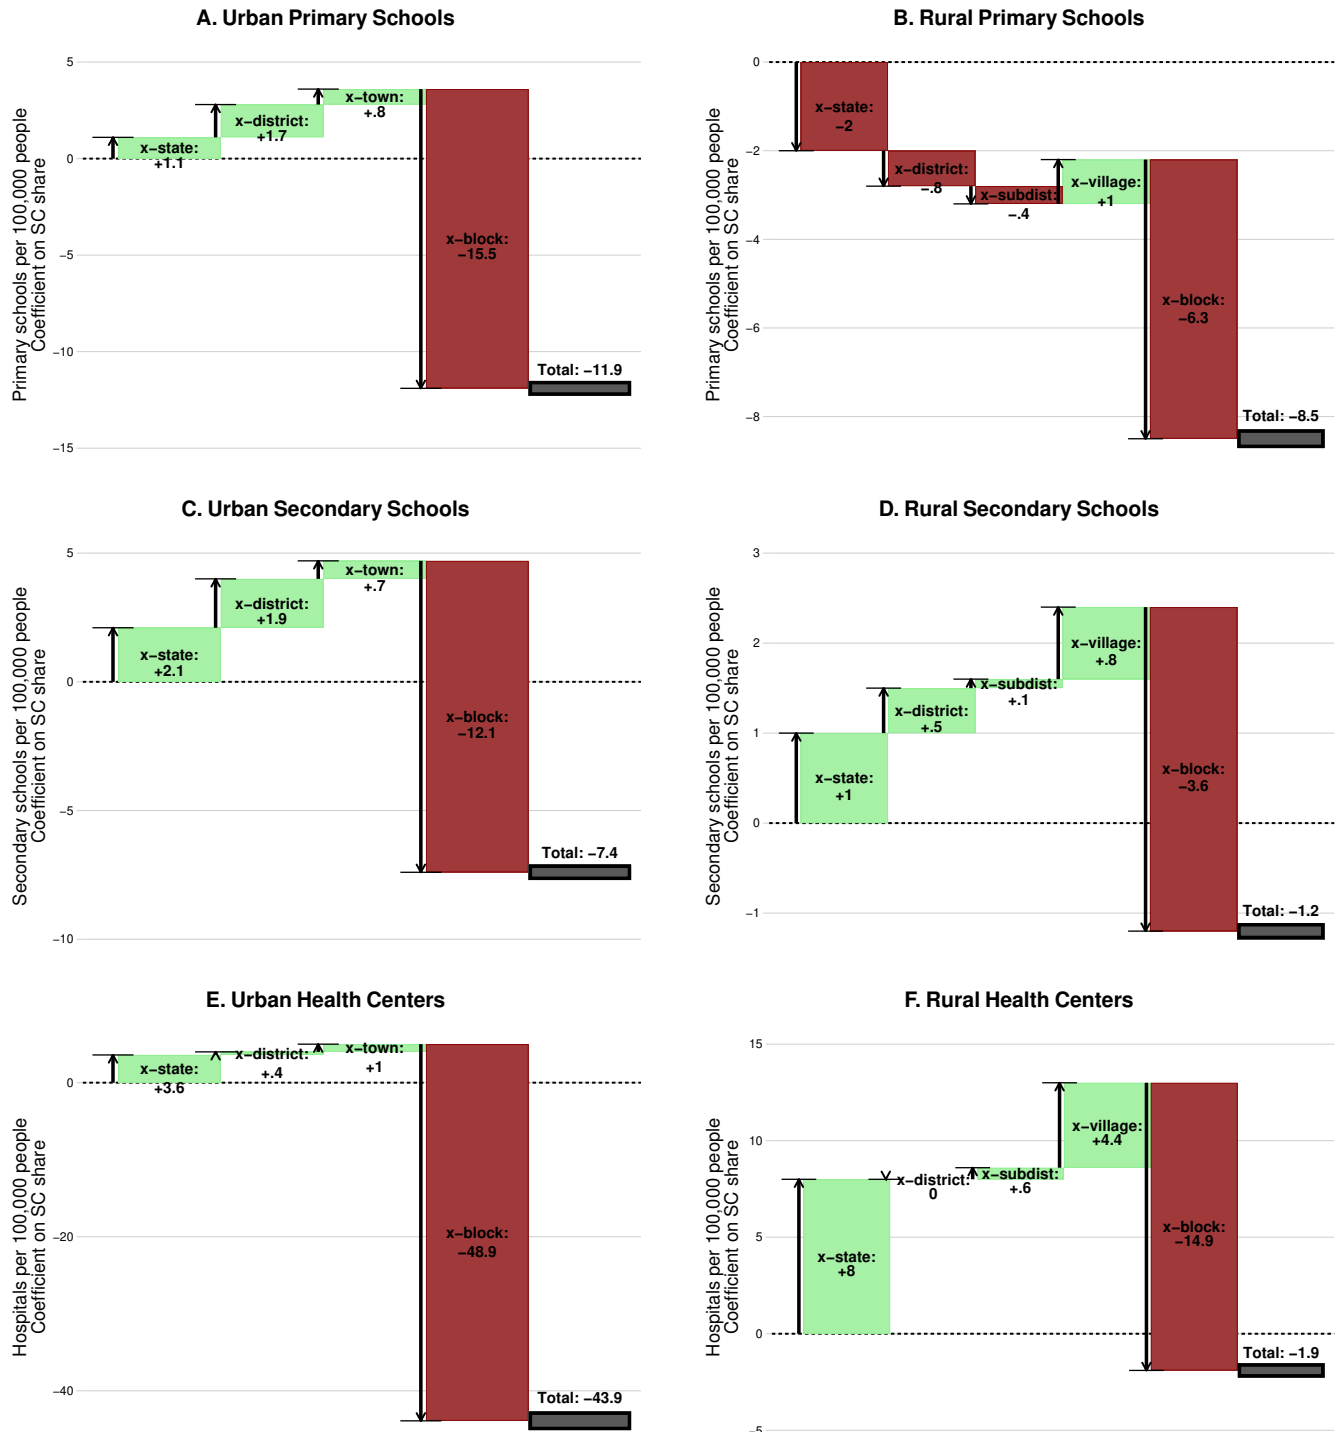 A. Urban Primary Schools
Primary schools per 100,000 people
Coefficient on SC share
5
0
−5
−10
−15
x−state:
+1.1
x−district:
+1.7
x−town:
+.8
x−block:
−15.5
Total: −11.9
B. Rural Primary Schools
Primary schools per 100,000 people
Coefficient on SC share
0
−2
−4
−6
−8
x−state:
−2
x−district:
−.8
x−subdist:
−.4
x−village:
+1
x−block:
−6.3
Total: −8.5
C. Urban Secondary Schools
Secondary schools per 100,000 people
Coefficient on SC share
5
0
−5
−10
x−state:
+2.1
x−district:
+1.9
x−town:
+.7
x−block:
−12.1
Total: −7.4
D. Rural Secondary Schools
Secondary schools per 100,000 people
Coefficient on SC share
3
2
1
0
−1
x−state:
+1
x−district:
+.5
x−subdist:
+.1
x−village:
+.8
x−block:
−3.6
Total: −1.2
E. Urban Health Centers
Hospitals per 100,000 people
Coefficient on SC share
0
−20
−40
x−state:
+3.6
x−district:
+.4
x−town:
+1
x−block:
−48.9
Total: −43.9
F. Rural Health Centers
Hospitals per 100,000 people
Coefficient on SC share
15
10
5
0
−5
x−state:
+8
x−district:
0
x−subdist:
+.6
x−village:
+4.4
x−block:
−14.9
Total: −1.9